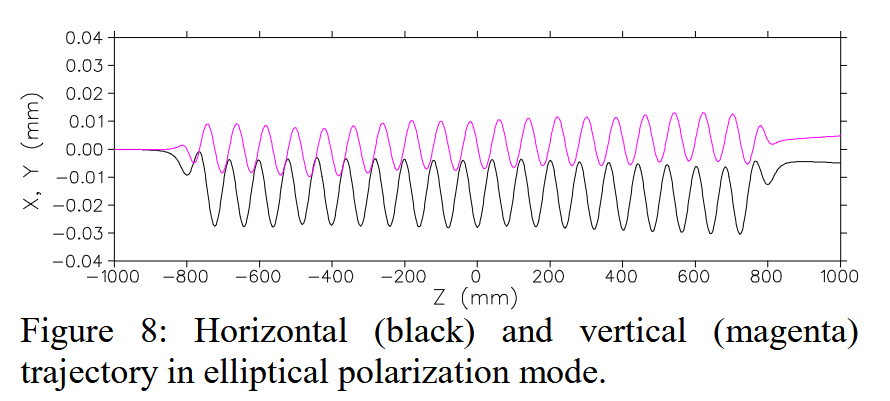 0.04
0.03
0.02
0.01
0.00
−0.01
−0.02
−0.03
−0.04
X, Y (mm)
−1000 −800 −600 −400 −200 0 200 400 600 800 1000
Z (mm)
Figure 8: Horizontal (black) and vertical (magenta)
trajectory in elliptical polarization mode.